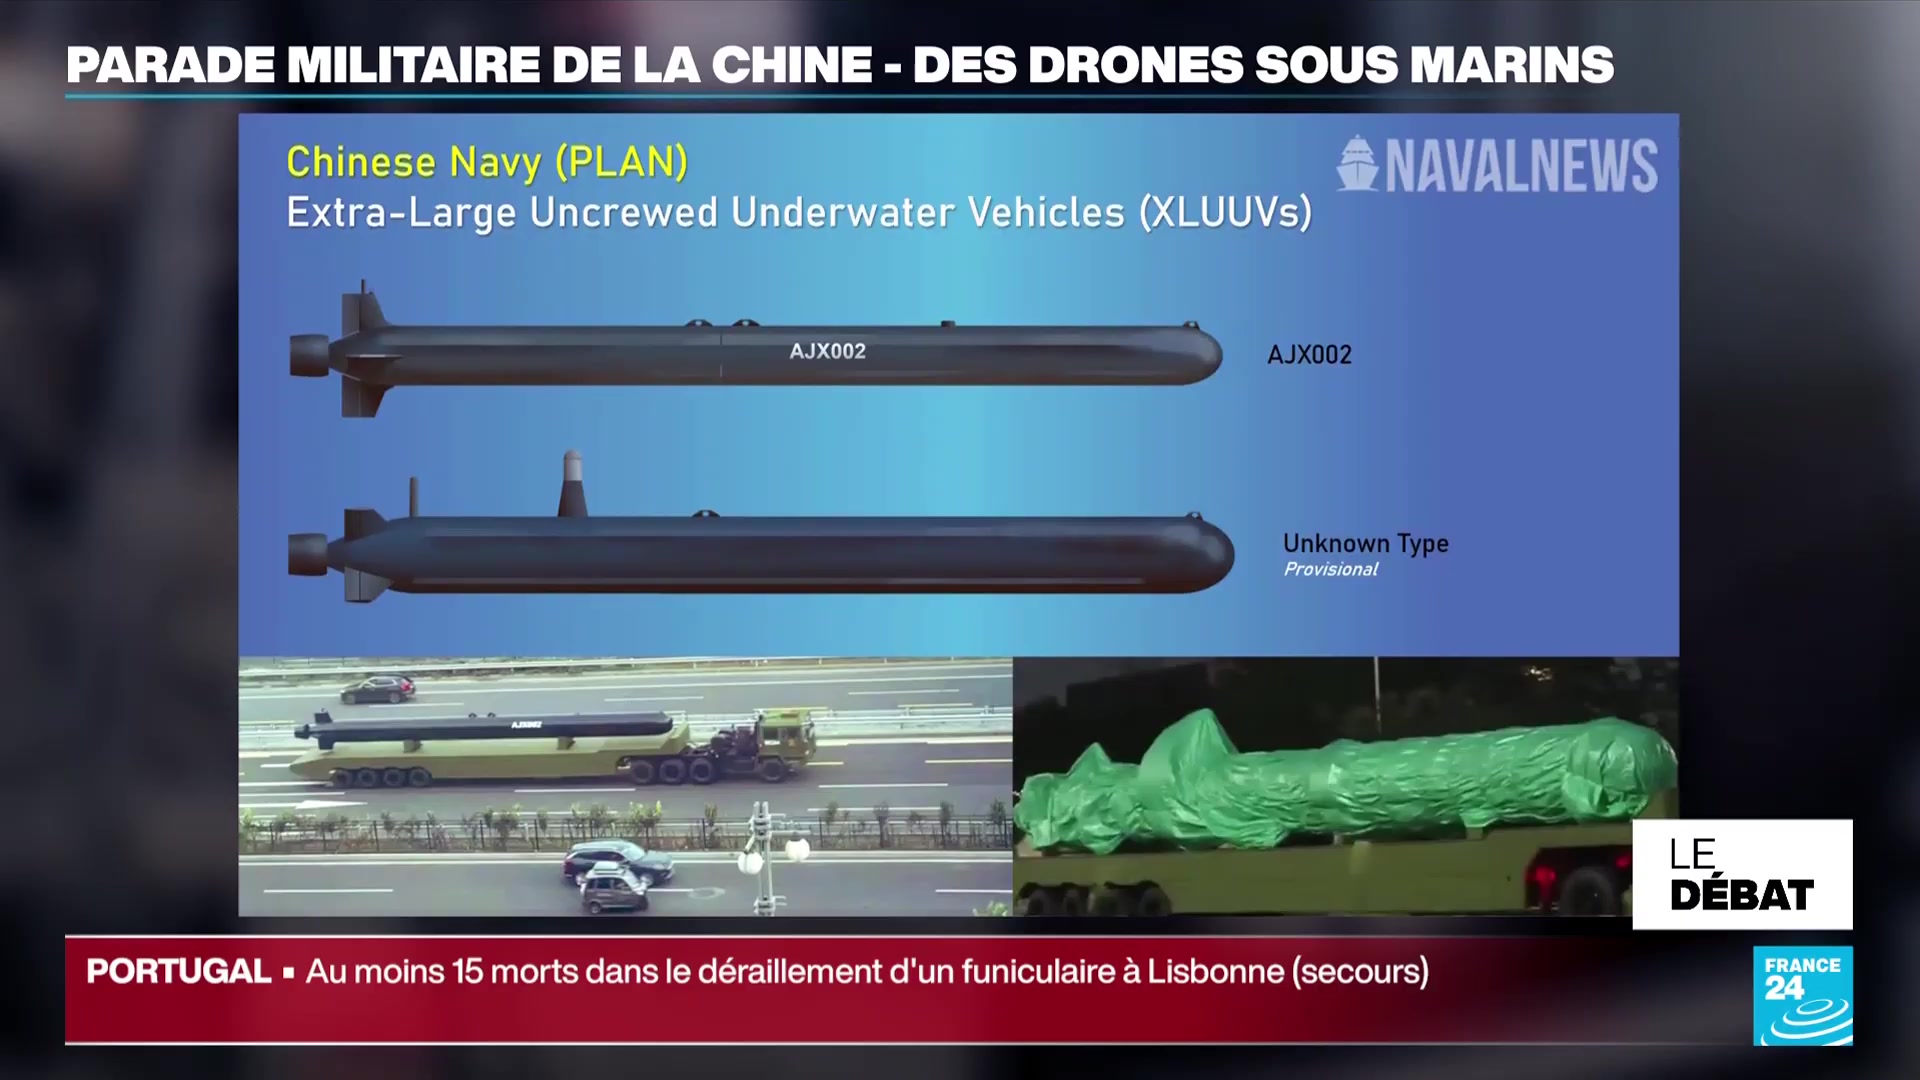 PARADE MILITAIRE DE LA CHINE - DES DRONES SOUS MARINS
Chinese Navy (PLAN)
Extra-Large Uncrewed Underwater Vehicles (XLUUVs)
NAVALNEWS
AJX002
AJX002
Unknown Type
Provisional
AJX002
LE
DÉBAT
PORTUGAL ▪ Au moins 15 morts dans le déraillement d'un funiculaire à Lisbonne (secours)
FRANCE
24